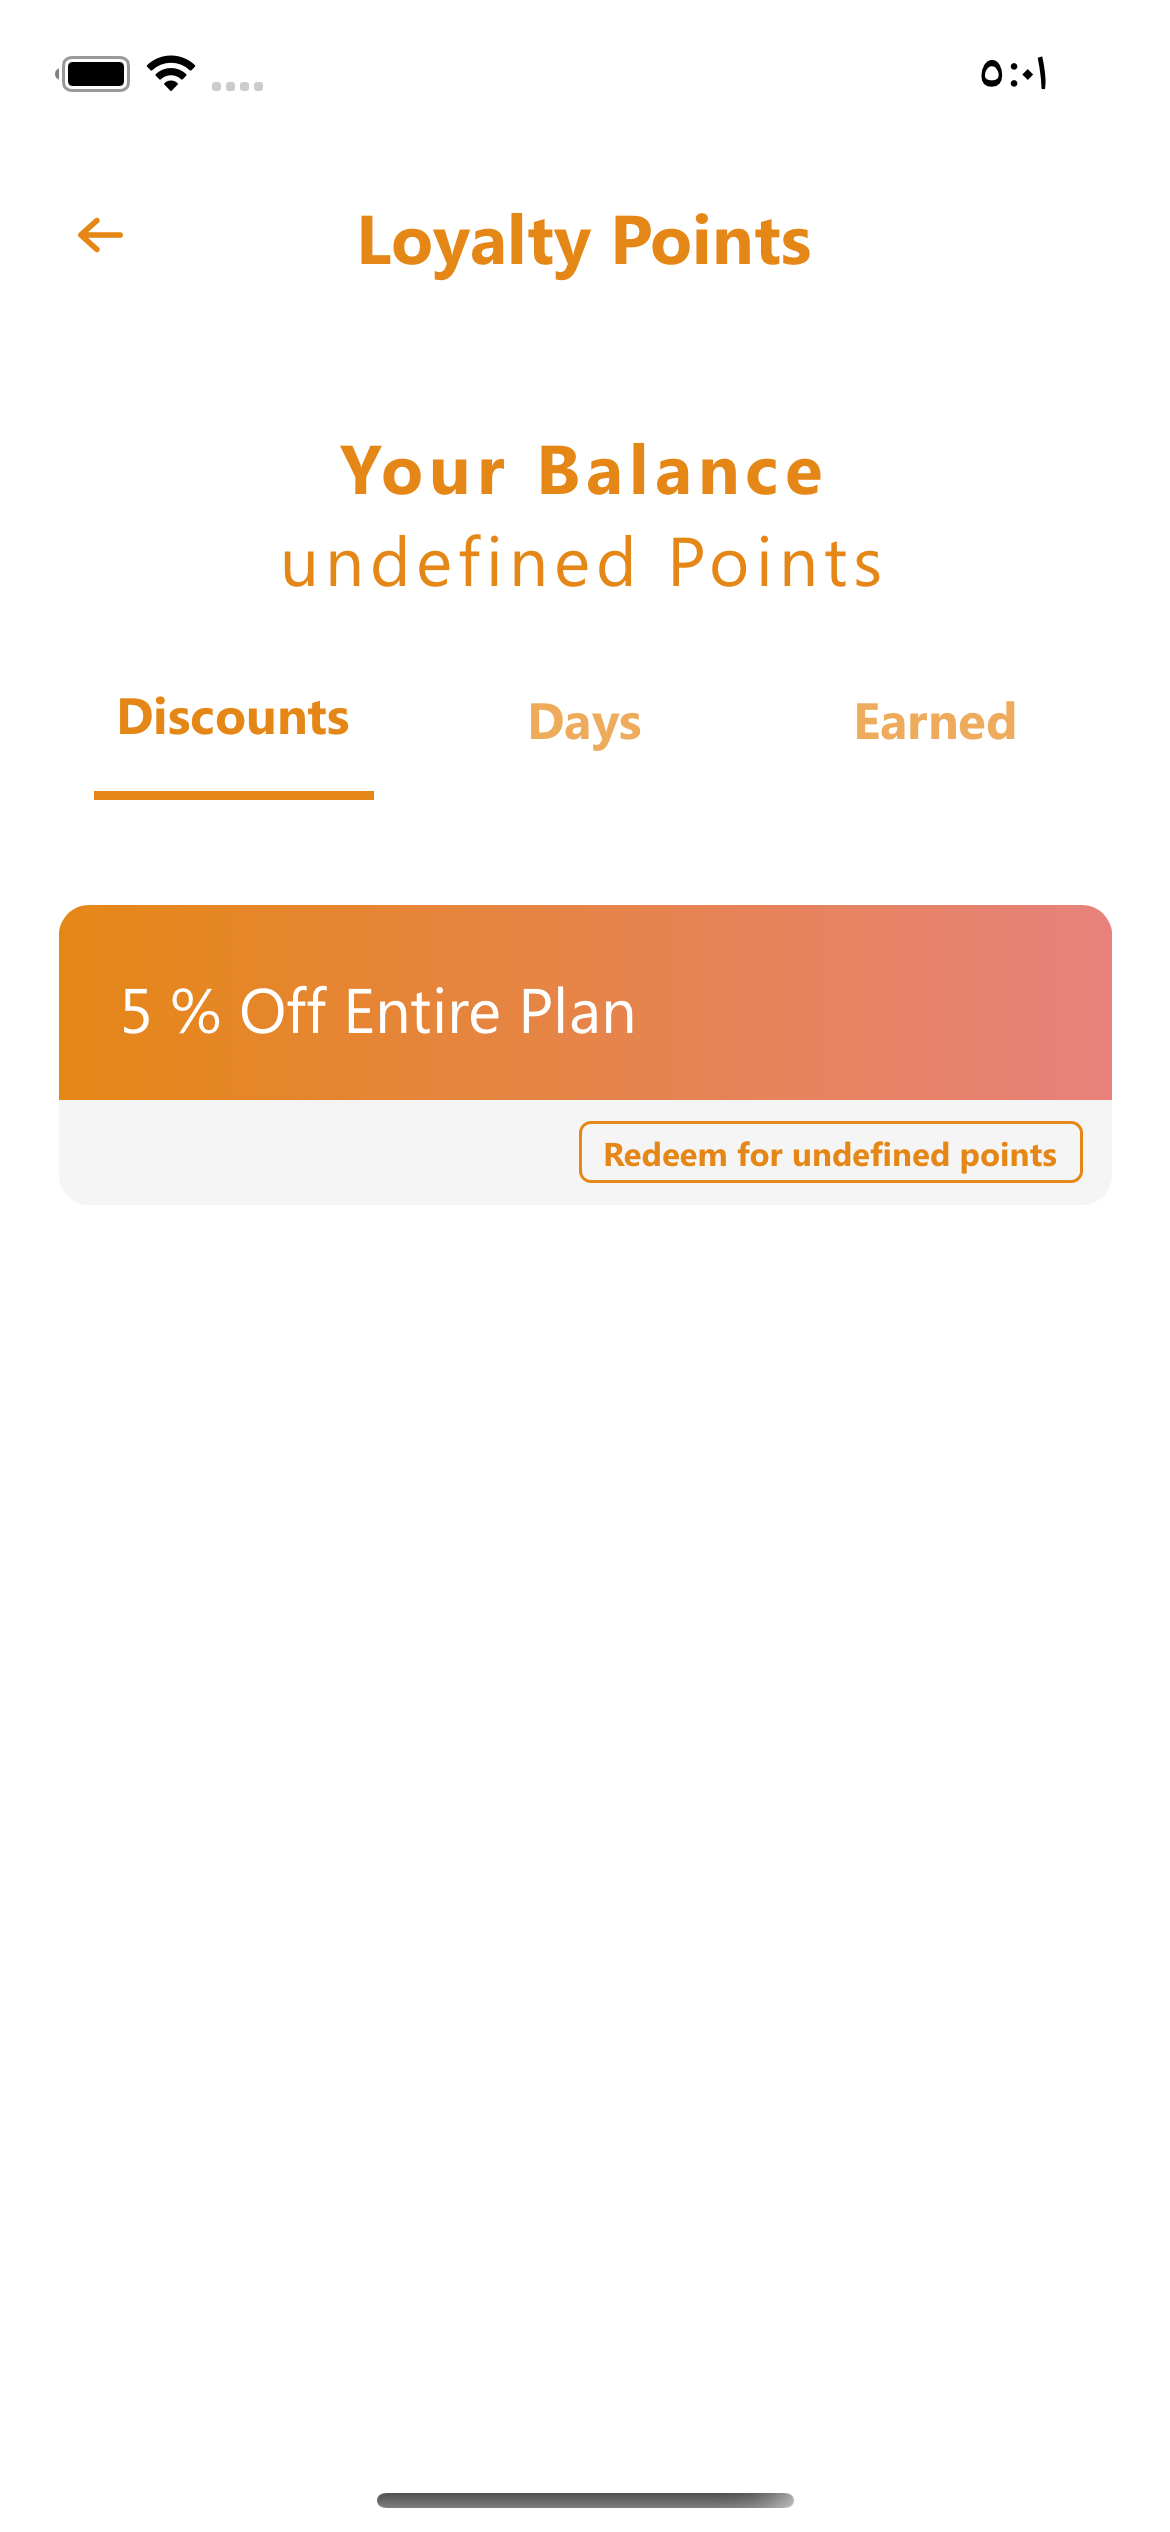 ٥:٠١
Loyalty Points
Your Balance
undefined Points
Discounts
Days
Earned
5 % Off Entire Plan
Redeem for undefined points